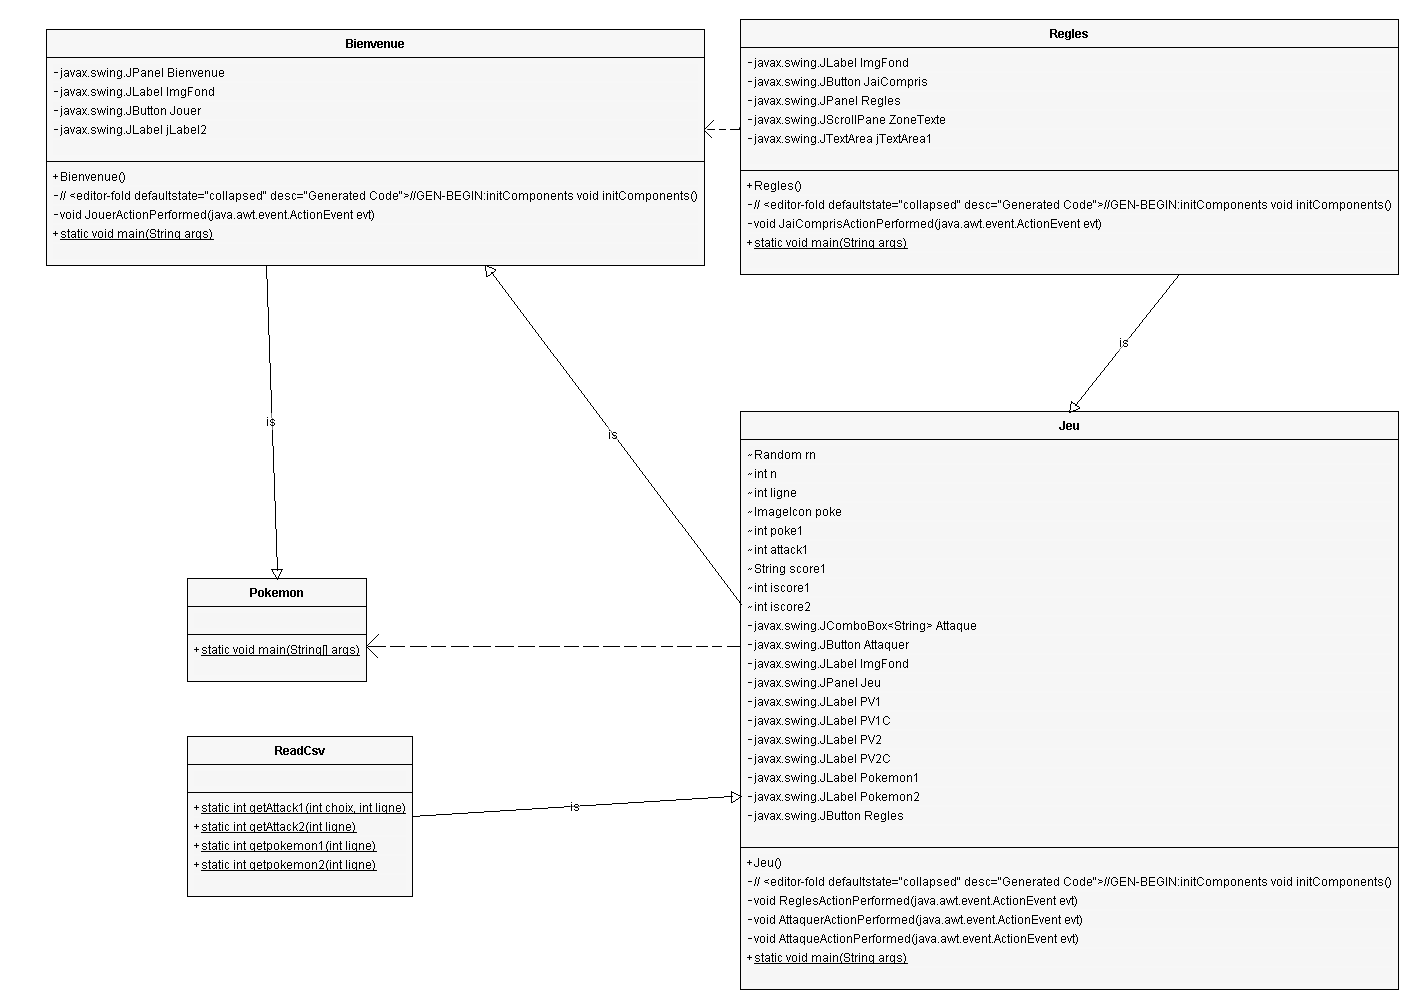 Bienvenue
-javax.swing.JPanel Bienvenue
-javax.swing.JLabel ImgFond
-javax.swing.JButton Jouer
-javax.swing.JLabel jLabel2
+Bienvenue()
-// <editor-fold defaultstate="collapsed" desc="Generated Code">//GEN-BEGIN:initComponents void initComponents()
-void JouerActionPerformed(java.awt.event.ActionEvent evt)
+static void main(String args)
Regles
-javax.swing.JLabel ImgFond
-javax.swing.JButton JaiCompris
-javax.swing.JPanel Regles
-javax.swing.JScrollPane ZoneTexte
-javax.swing.JTextArea jTextArea1
+Regles()
-// <editor-fold defaultstate="collapsed" desc="Generated Code">//GEN-BEGIN:initComponents void initComponents()
-void JaiComprisActionPerformed(java.awt.event.ActionEvent evt)
+static void main(String args)
is
is
is
Jeu
~Random rn
~int n
~int ligne
~ImageIcon poke
~int poke1
~int attack1
~String score1
~int iscore1
~int iscore2
-javax.swing.JComboBox<String> Attaque
-javax.swing.JButton Attaquer
-javax.swing.JLabel ImgFond
-javax.swing.JPanel Jeu
-javax.swing.JLabel PV1
-javax.swing.JLabel PV1C
-javax.swing.JLabel PV2
-javax.swing.JLabel PV2C
-javax.swing.JLabel Pokemon1
-javax.swing.JLabel Pokemon2
-javax.swing.JButton Regles
+Jeu()
-// <editor-fold defaultstate="collapsed" desc="Generated Code">//GEN-BEGIN:initComponents void initComponents()
-void ReglesActionPerformed(java.awt.event.ActionEvent evt)
-void AttaquerActionPerformed(java.awt.event.ActionEvent evt)
-void AttaqueActionPerformed(java.awt.event.ActionEvent evt)
+static void main(String args)
Pokemon
+static void main(String[] args)
ReadCsv
+static int getAttack1(int choix, int ligne)
+static int getAttack2(int ligne)
+static int getpokemon1(int ligne)
+static int getpokemon2(int ligne)
is